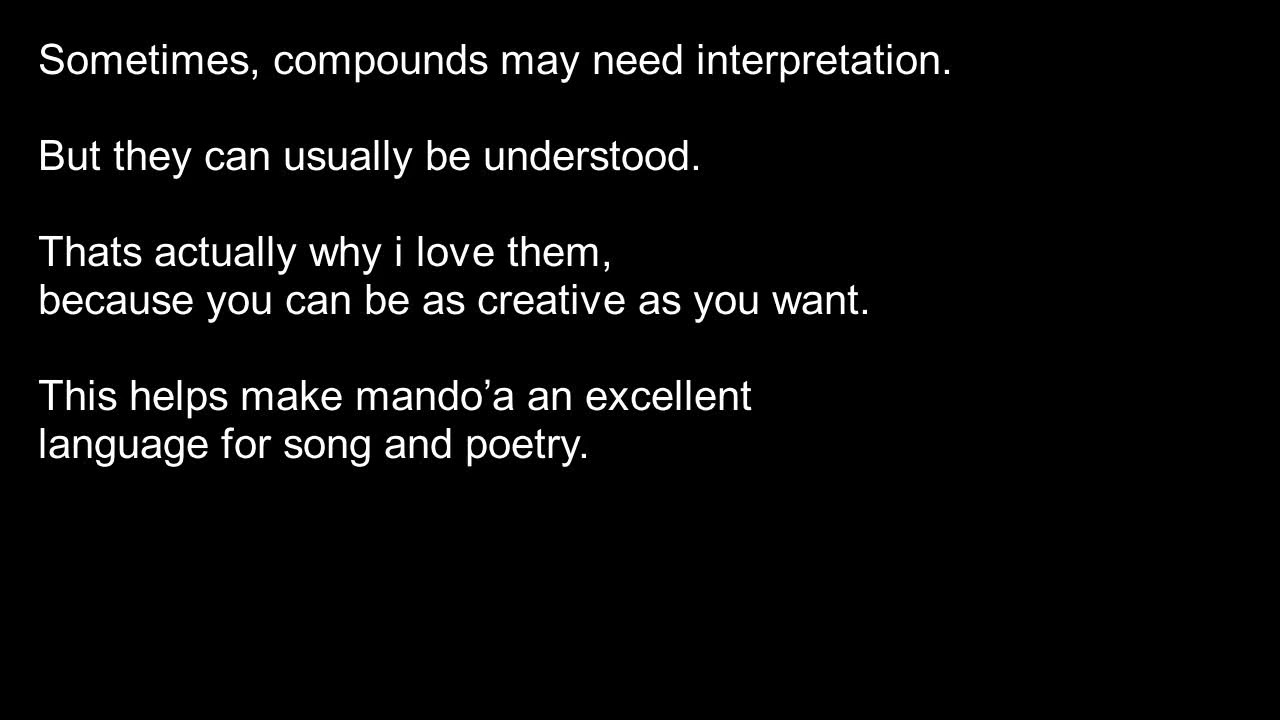 Sometimes, compounds may need interpretation.
But they can usually be understood.
Thats actually why i love them,
because you can be as creative as you want.
This helps make mando’a an excellent
language for song and poetry.